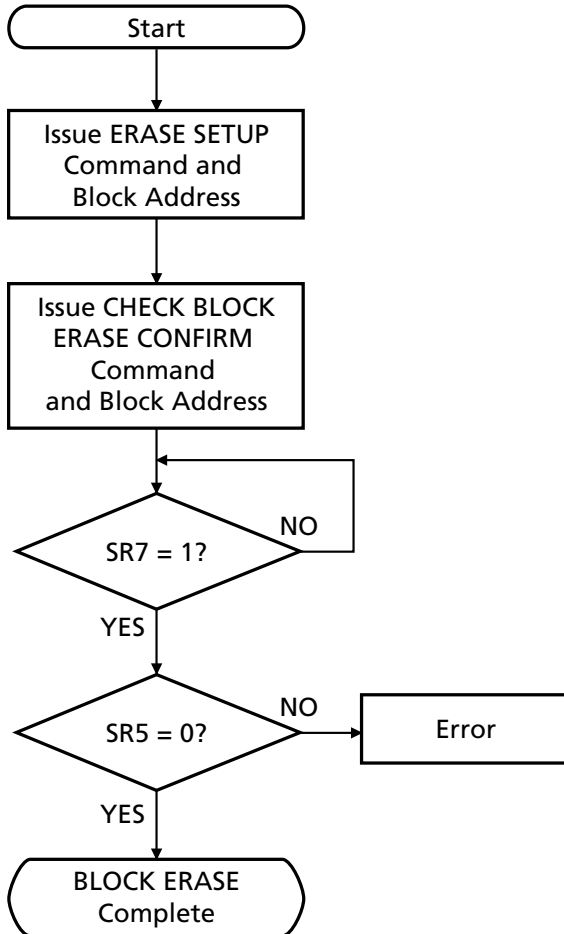 Start
Issue ERASE SETUP
Command and
Block Address
Issue CHECK BLOCK
ERASE CONFIRM
Command
and Block Address
NO
SR7 = 1?
YES
NO
SR5 = 0?
Error
YES
BLOCK ERASE
Complete